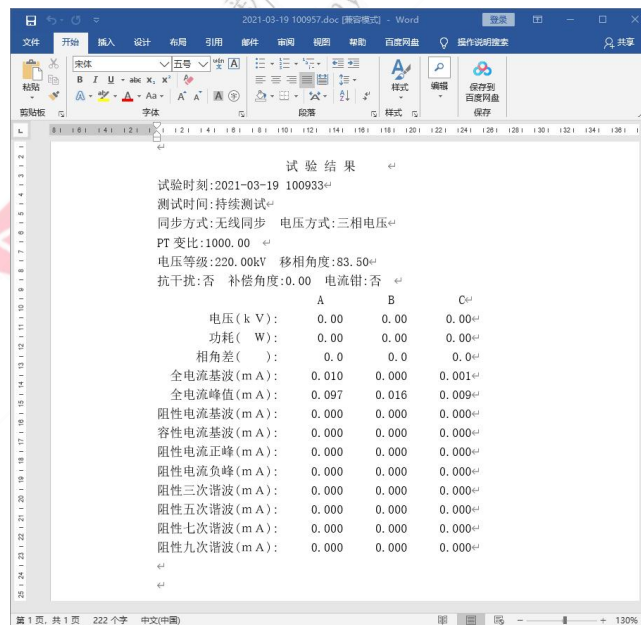 2021-03-19 100957.doc [兼容模式] - Word
登录
文件 开始 插入 设计 布局 引用 邮件 审阅 视图 帮助 百度网盘 操作说明搜索 共享
宋体 五号
粘贴
样式
编辑
保存到
百度网盘
剪贴板 字体 段落 样式 保存
试验结果
试验时刻:2021-03-19 100933
测试时间:持续测试
同步方式:无线同步 电压方式:三相电压
PT 变比:1000.00
电压等级:220.00kV 移相角度:83.50
抗干扰:否 补偿角度:0.00 电流钳:否
A B C
电压(kV): 0.00 0.00 0.00
功耗( W): 0.00 0.00 0.00
相角差( ): 0.0 0.0 0.0
全电流基波(mA): 0.010 0.000 0.001
全电流峰值(mA): 0.097 0.016 0.009
阻性电流基波(mA): 0.000 0.000 0.000
容性电流基波(mA): 0.000 0.000 0.000
阻性电流正峰(mA): 0.000 0.000 0.000
阻性电流负峰(mA): 0.000 0.000 0.000
阻性三次谐波(mA): 0.000 0.000 0.000
阻性五次谐波(mA): 0.000 0.000 0.000
阻性七次谐波(mA): 0.000 0.000 0.000
阻性九次谐波(mA): 0.000 0.000 0.000
第 1 页, 共 1 页 222 个字 中文(中国) 130%